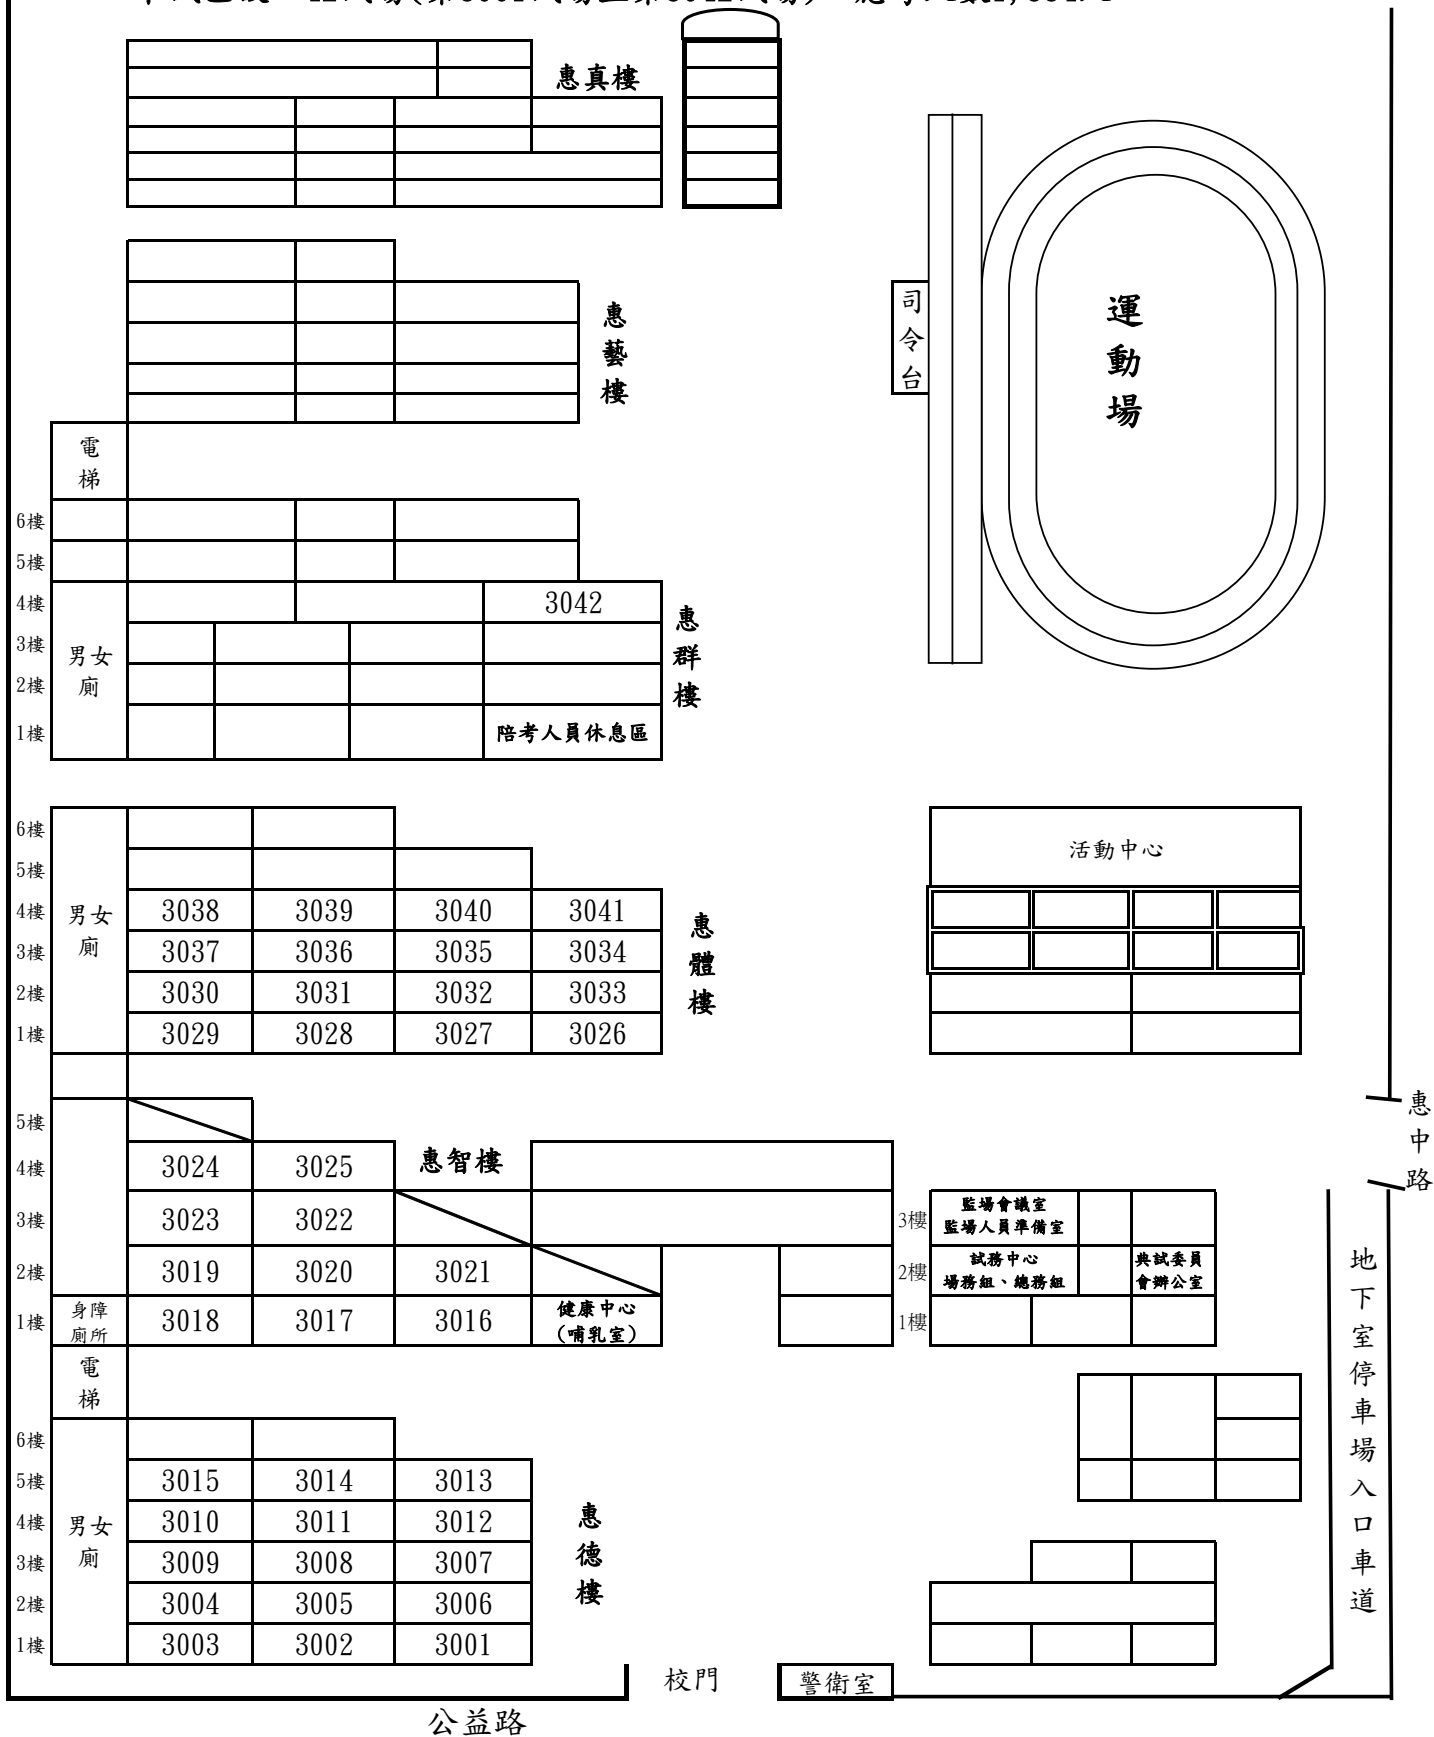 惠真樓
司令台
運動場
惠藝樓
電梯
6樓
5樓
4樓 3042
3樓
2樓
1樓 陪考人員休息區
男女廁
惠群樓
6樓
5樓
4樓 3038 3039 3040 3041
3樓 3037 3036 3035 3034
2樓 3030 3031 3032 3033
1樓 3029 3028 3027 3026
男女廁
惠體樓
活動中心
惠中路
5樓
4樓 3024 3025 惠智樓
3樓 3023 3022
2樓 3019 3020 3021
1樓 身障廁所 3018 3017 3016 健康中心
(哺乳室)
3樓 監場會議室
監場人員準備室
2樓 試務中心
場務組、總務組
典試委員
會辦公室
1樓
地下室停車場入口車道
電梯
6樓
5樓 3015 3014 3013
4樓 3010 3011 3012
3樓 3009 3008 3007
2樓 3004 3005 3006
1樓 3003 3002 3001
男女廁
惠德樓
校門
警衛室
公益路